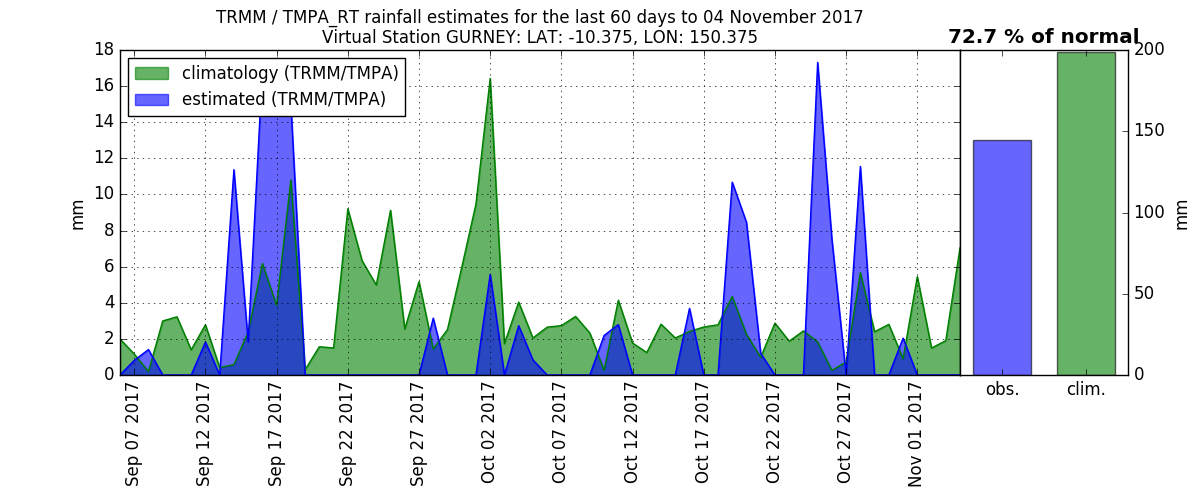 TRMM / TMPA_RT rainfall estimates for the last 60 days to 04 November 2017
Virtual Station GURNEY: LAT: -10.375, LON: 150.375
72.7 % of normal
climatology (TRMM/TMPA)
estimated (TRMM/TMPA)
mm
18
16
14
12
10
8
6
4
2
0
Sep 07 2017
Sep 12 2017
Sep 17 2017
Sep 22 2017
Sep 27 2017
Oct 02 2017
Oct 07 2017
Oct 12 2017
Oct 17 2017
Oct 22 2017
Oct 27 2017
Nov 01 2017
obs.
clim.
200
150
100
50
0
mm